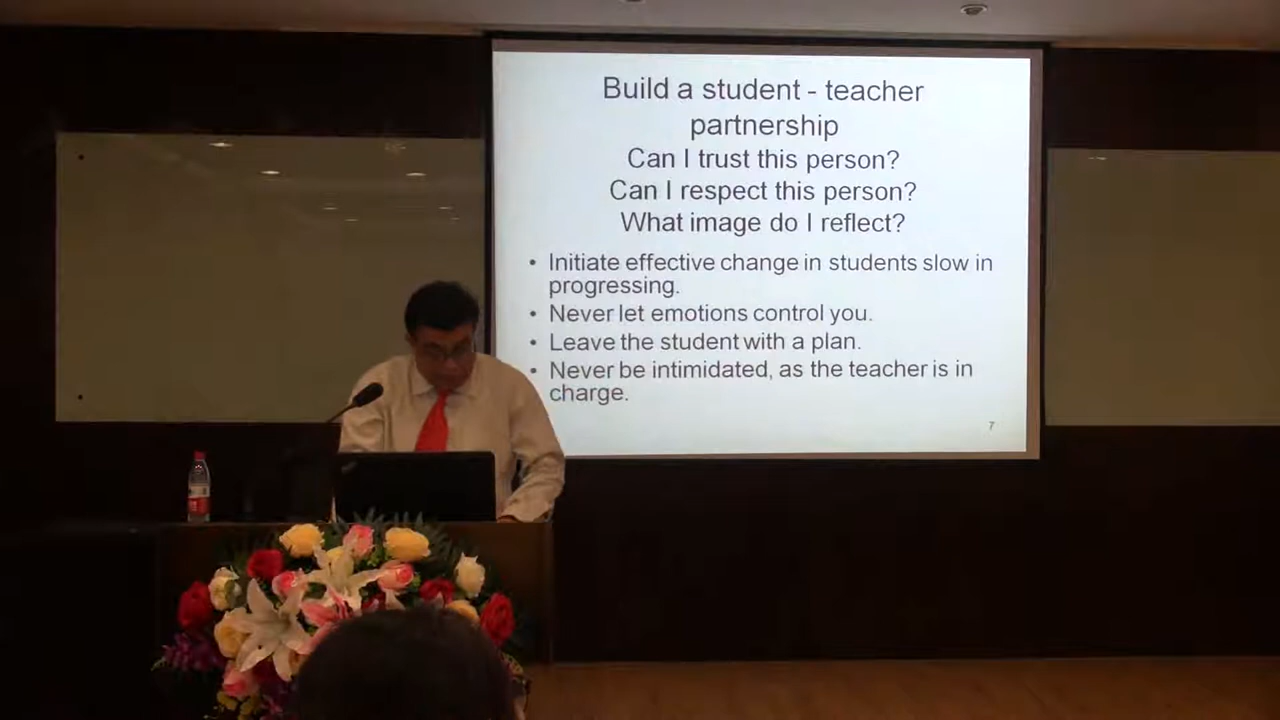 Build a student - teacher
partnership
Can I trust this person?
Can I respect this person?
What image do I reflect?
• Initiate effective change in students slow in
progressing.
• Never let emotions control you.
• Leave the student with a plan.
• Never be intimidated, as the teacher is in
charge.
7